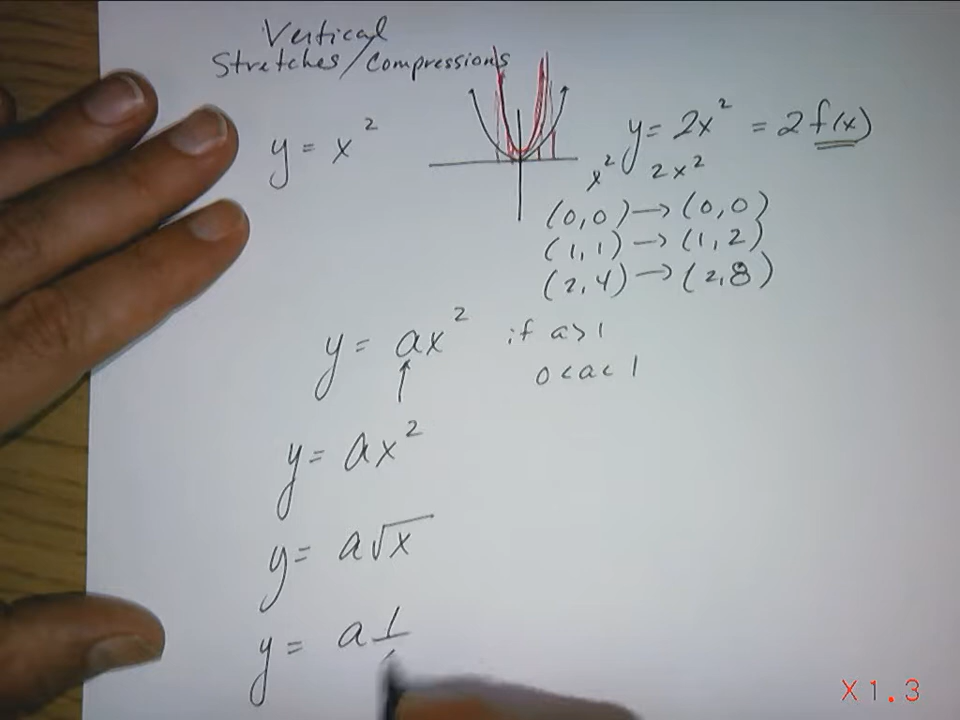 Vertical
Stretches/Compressions
y = x²
y = 2x² = 2f(x)
x² 2x²
(0,0) → (0,0)
(1,1) → (1,2)
(2,4) → (2,8)
y = ax² if a>1
0<a<1
y = ax²
y = a√x
y = a 1/
X1.3